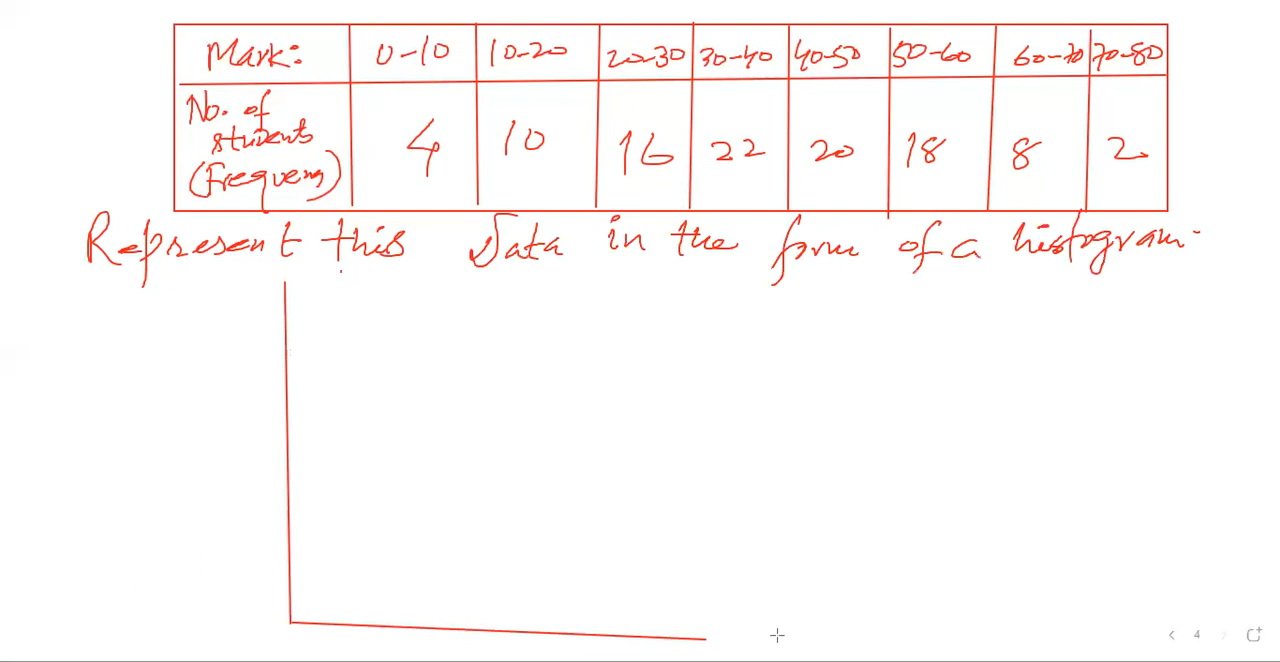 Mark: 0-10 10-20 20-30 30-40 40-50 50-60 60-70 70-80
No. of
students
(Frequency) 4 10 16 22 20 18 8 2
Represent this data in the form of a histogram.
4